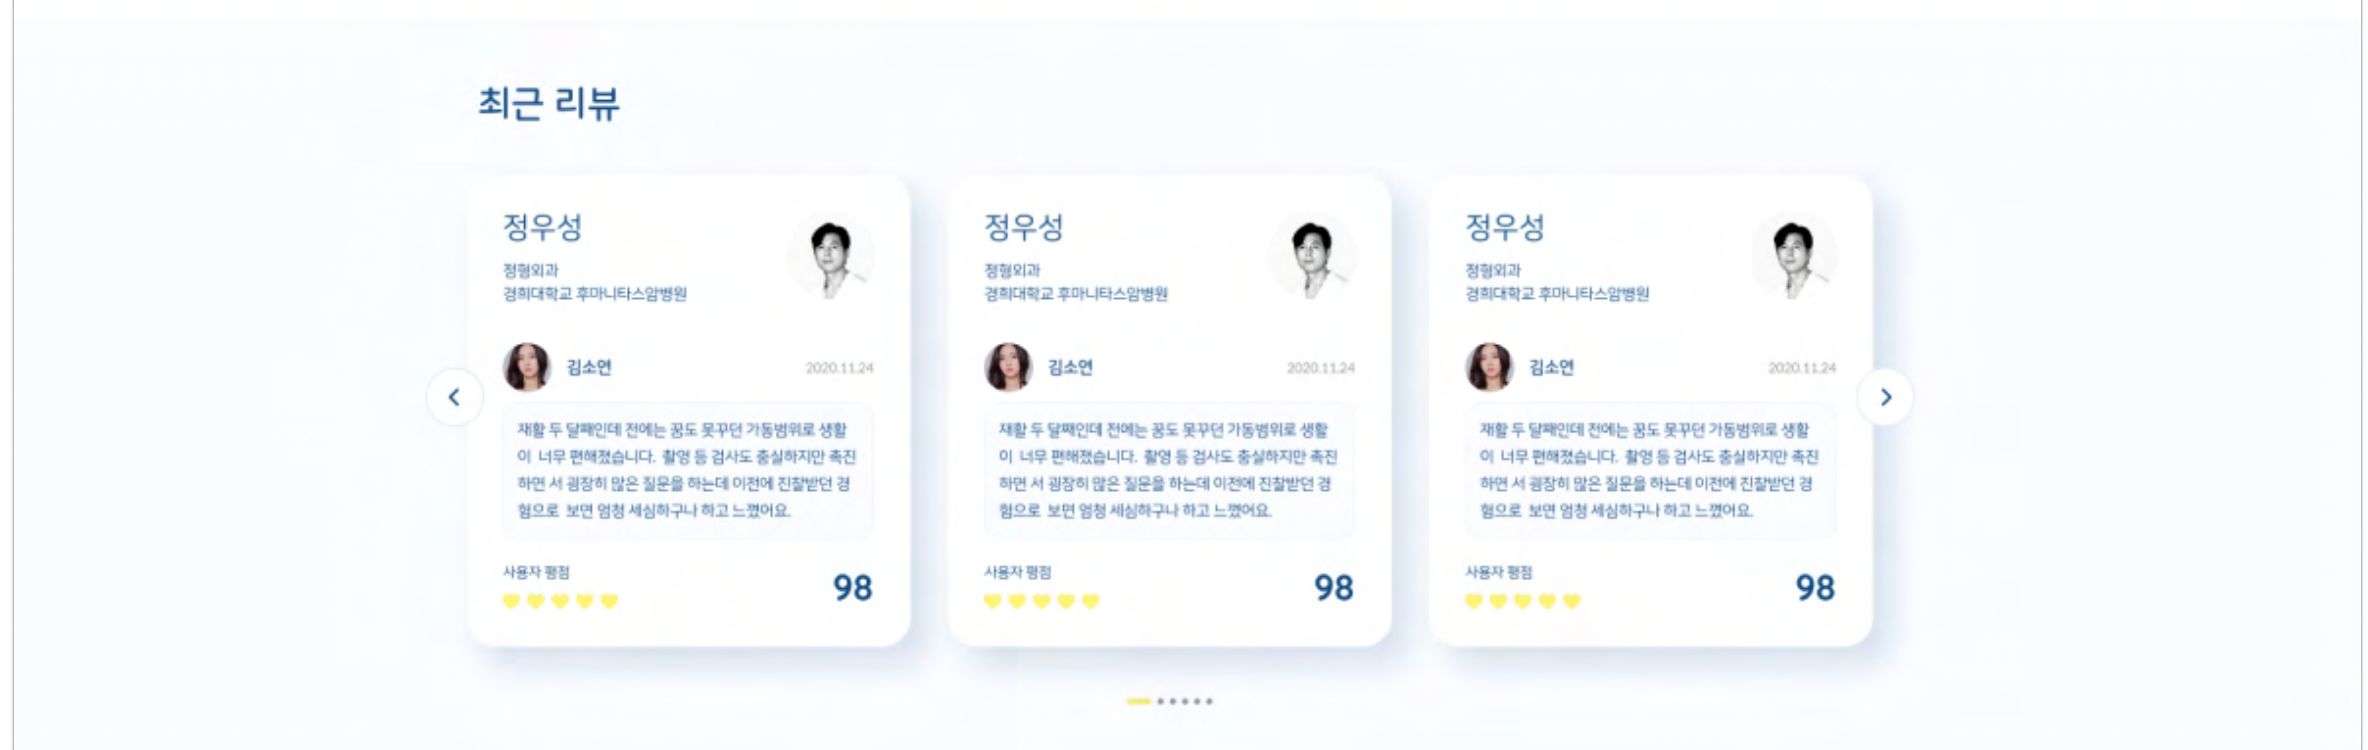 최근 리뷰
정우성
정형외과
경희대학교 후마니타스암병원
김소연
2020.11.24
재활 두 달째인데 전에는 꿈도 못꾸던 가동범위로 생활
이 너무 편해졌습니다. 촬영 등 검사도 충실하지만 촉진
하면 서 굉장히 많은 질문을 하는데 이전에 진찰받던 경
험으로 보면 엄청 세심하구나 하고 느꼈어요.
사용자 평점
98
정우성
정형외과
경희대학교 후마니타스암병원
김소연
2020.11.24
재활 두 달째인데 전에는 꿈도 못꾸던 가동범위로 생활
이 너무 편해졌습니다. 촬영 등 검사도 충실하지만 촉진
하면 서 굉장히 많은 질문을 하는데 이전에 진찰받던 경
험으로 보면 엄청 세심하구나 하고 느꼈어요.
사용자 평점
98
정우성
정형외과
경희대학교 후마니타스암병원
김소연
2020.11.24
재활 두 달째인데 전에는 꿈도 못꾸던 가동범위로 생활
이 너무 편해졌습니다. 촬영 등 검사도 충실하지만 촉진
하면 서 굉장히 많은 질문을 하는데 이전에 진찰받던 경
험으로 보면 엄청 세심하구나 하고 느꼈어요.
사용자 평점
98